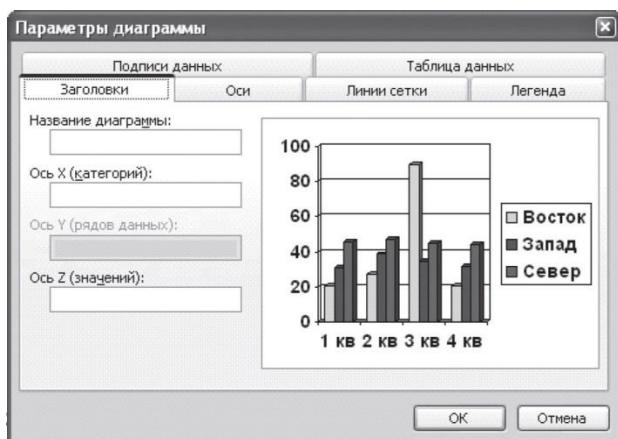 Параметры диаграммы
Подписи данных Таблица данных
Заголовки Оси Линии сетки Легенда
Название диаграммы:
Ось X (категорий):
Ось Y (рядов данных):
Ось Z (значений):
100
80
60
40
20
0
1 кв 2 кв 3 кв 4 кв
Восток
Запад
Север
ОК Отмена